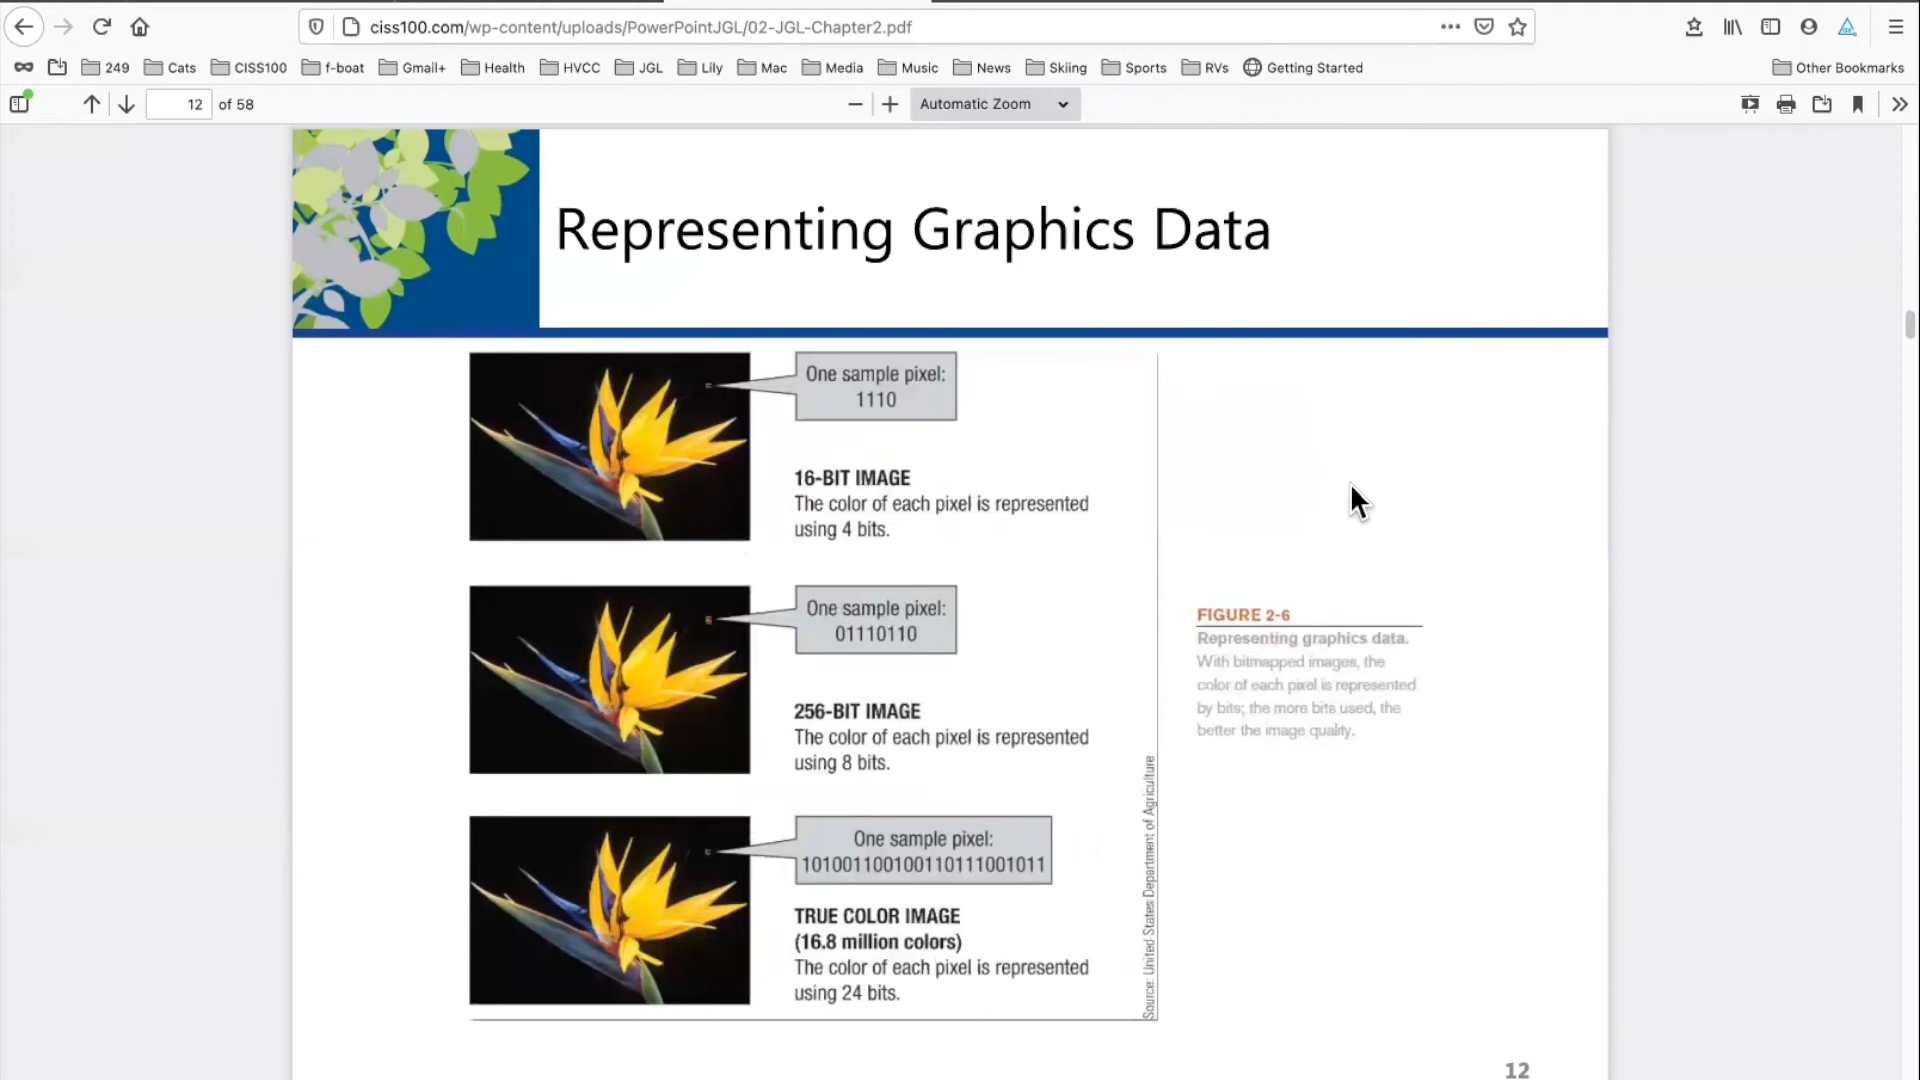 ciss100.com/wp-content/uploads/PowerPointJGL/02-JGL-Chapter2.pdf
249 Cats CISS100 f-boat Gmail+ Health HVCC JGL Lily Mac Media Music News Skiing Sports RVs Getting Started Other Bookmarks
12 of 58 Automatic Zoom
Representing Graphics Data
One sample pixel:
1110
16-BIT IMAGE
The color of each pixel is represented
using 4 bits.
One sample pixel:
01110110
256-BIT IMAGE
The color of each pixel is represented
using 8 bits.
One sample pixel:
101001100100110111001011
TRUE COLOR IMAGE
(16.8 million colors)
The color of each pixel is represented
using 24 bits.
Source: United States Department of Agriculture
FIGURE 2-6
Representing graphics data.
With bitmapped images, the
color of each pixel is represented
by bits; the more bits used, the
better the image quality.
12